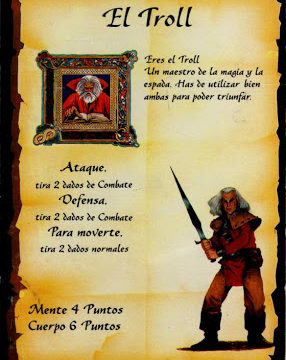 El Troll
Eres el Troll
Un maestro de la magia y la
espada. Has de utilizar bien
ambas para poder triunfar.
Ataque.
tira 2 dados de Combate
Defensa.
tira 2 dados de Combate
Para moverte.
tira 2 dados normales
Mente 4 Puntos
Cuerpo 6 Puntos